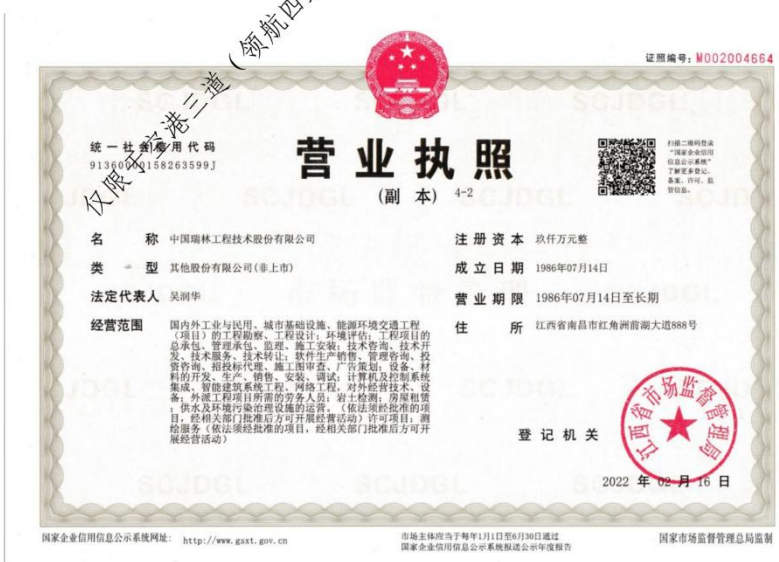 仅限于空港三道（领航四
证照编号：M002004664
统一社会信用代码
91360000158263599J
营业执照
(副 本) 4-2
扫描二维码登录
“国家企业信用
信息公示系统”
了解更多登记、
备案、许可、监
管信息。
名 称 中国瑞林工程技术股份有限公司
类 型 其他股份有限公司(非上市)
法定代表人 吴润华
经营范围 国内外工业与民用、城市基础设施、能源环境交通工程
（项目）的工程勘察、工程设计；环境评估；工程项目的
总承包、管理承包、监理、施工安装；技术咨询、技术开
发、技术服务、技术转让；软件生产销售、管理咨询、投
资咨询、招投标代理、施工图审查、广告策划；设备、材
料的开发、生产、销售、安装、调试；计算机及控制系统
集成、智能建筑系统工程、网络工程，对外经营技术、设
备；外派工程项目所需的劳务人员；岩土检测；房屋租赁
；供水及环境污染治理设施的运营。（依法须经批准的项
目，经相关部门批准后方可开展经营活动）许可项目：测
绘服务（依法须经批准的项目，经相关部门批准后方可开
展经营活动）
注册资本 玖仟万元整
成立日期 1986年07月14日
营业期限 1986年07月14日至长期
住 所 江西省南昌市红角洲前湖大道888号
登记机关
江西省市场监督管理局
2022 年 02 月 16 日
国家企业信用信息公示系统网址： http://www.gsxt.gov.cn
市场主体应当于每年1月1日至6月30日通过
国家企业信用信息公示系统报送公示年度报告
国家市场监督管理总局监制